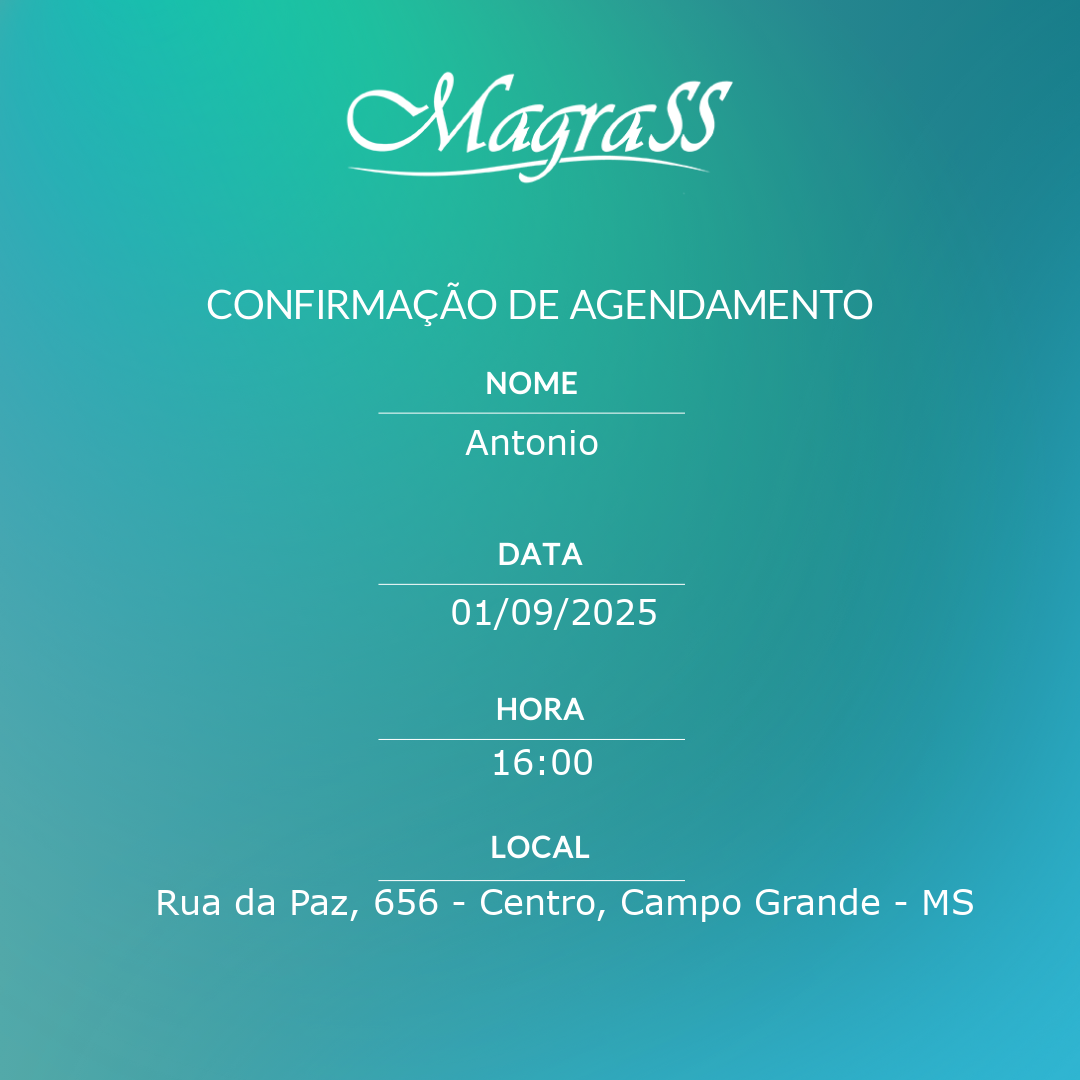 MagraSS
CONFIRMAÇÃO DE AGENDAMENTO
NOME
Antonio
DATA
01/09/2025
HORA
16:00
LOCAL
Rua da Paz, 656 - Centro, Campo Grande - MS